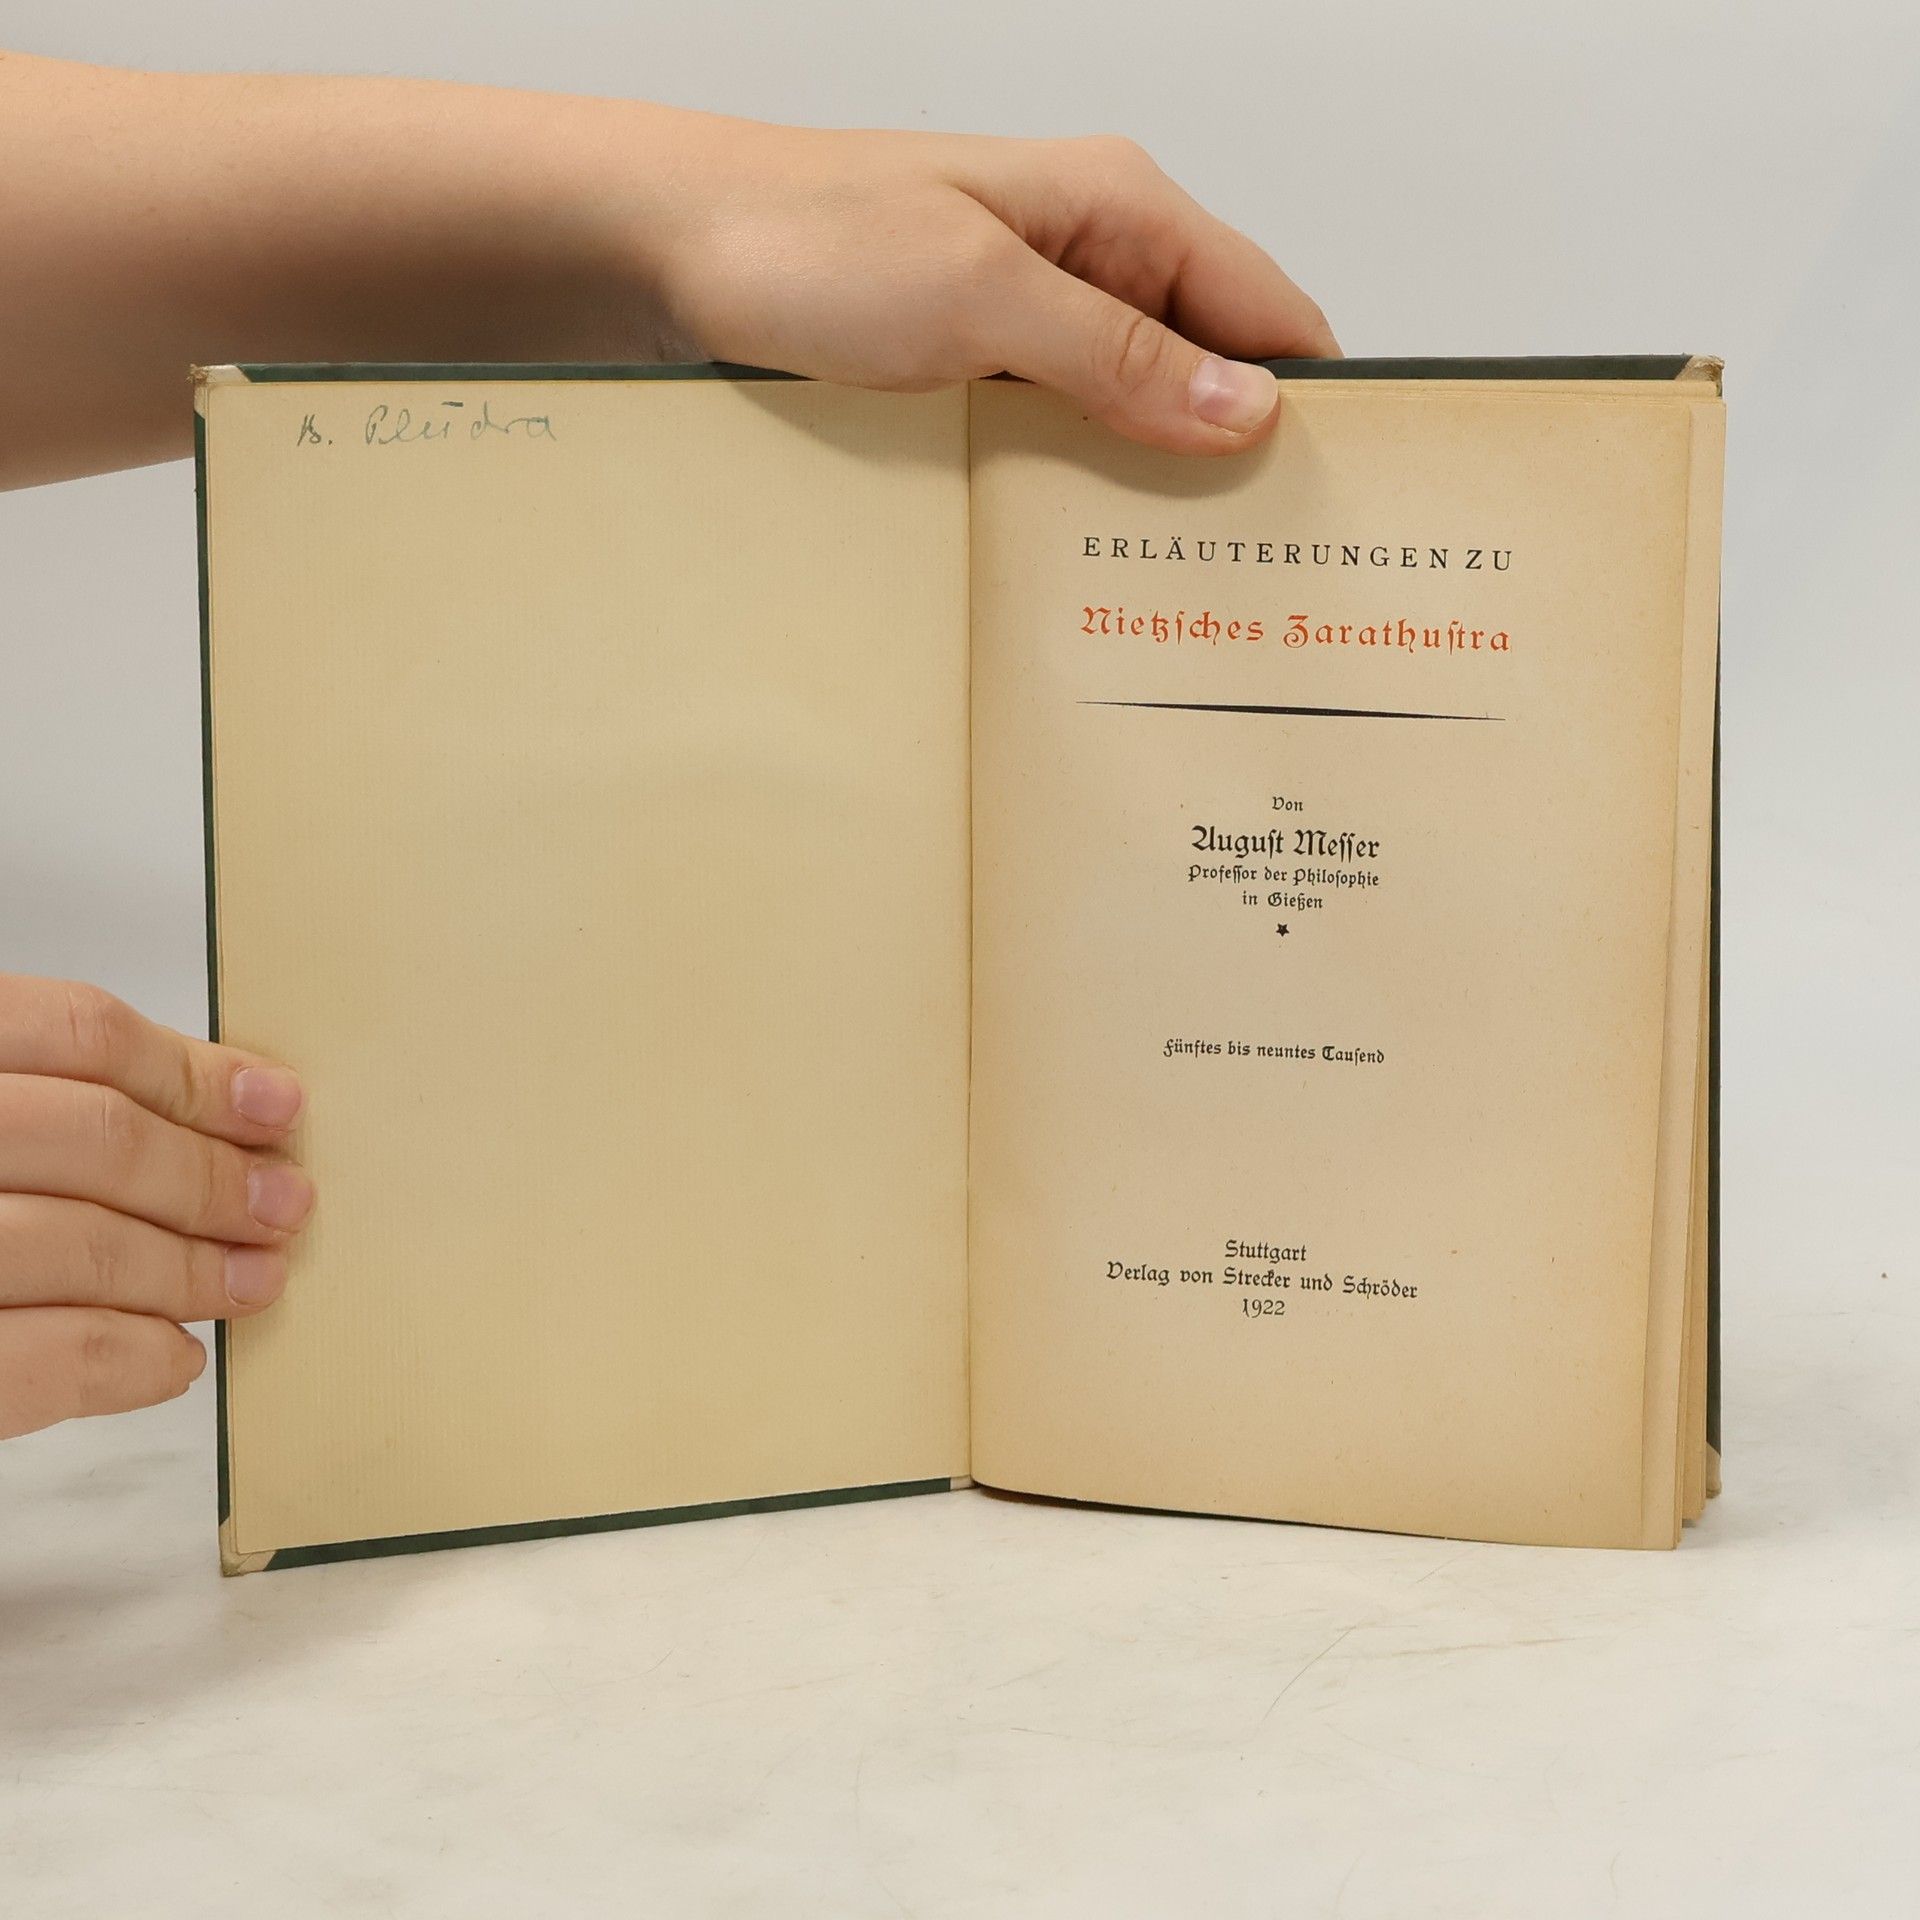 ERLÄUTERUNGEN ZU
Nietzſches Zarathuſtra
Von
Auguſt Meſſer
Profeſſor der Philoſophie
in Gießen
Fünftes bis neuntes Tauſend
Stuttgart
Verlag von Strecker und Schröder
1922